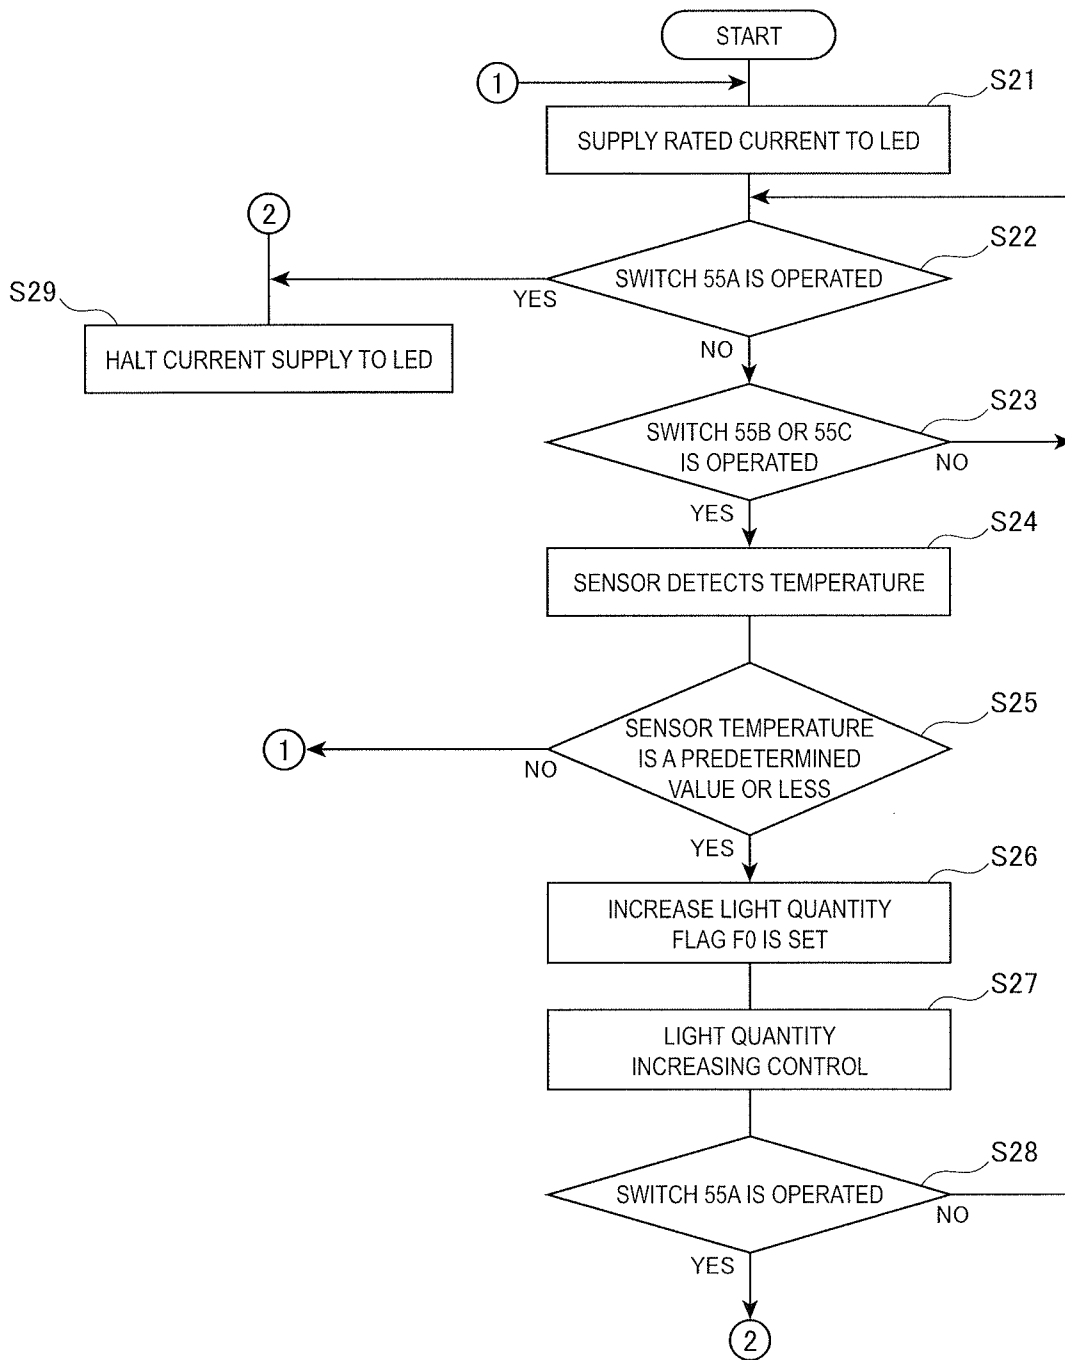 START
1
S21
SUPPLY RATED CURRENT TO LED
2
S22
SWITCH 55A IS OPERATED
YES
S29
HALT CURRENT SUPPLY TO LED
NO
S23
SWITCH 55B OR 55C
IS OPERATED
NO
YES
S24
SENSOR DETECTS TEMPERATURE
S25
SENSOR TEMPERATURE
IS A PREDETERMINED
VALUE OR LESS
1
NO
YES
S26
INCREASE LIGHT QUANTITY
FLAG F0 IS SET
S27
LIGHT QUANTITY
INCREASING CONTROL
S28
SWITCH 55A IS OPERATED
NO
YES
2